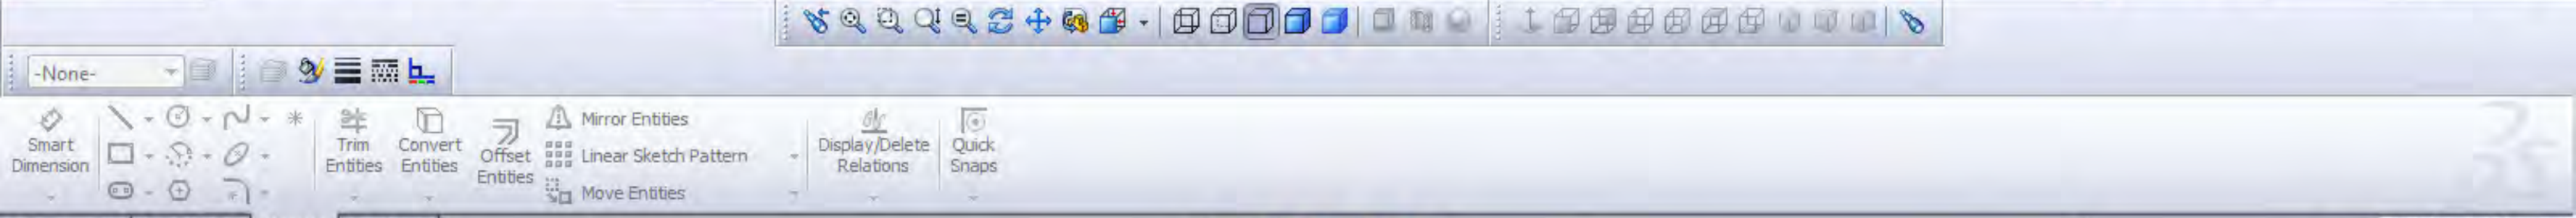 -None-
Smart
Dimension
Trim
Entities
Convert
Entities
Offset
Entities
Mirror Entities
Linear Sketch Pattern
Move Entities
Display/Delete
Relations
Quick
Snaps